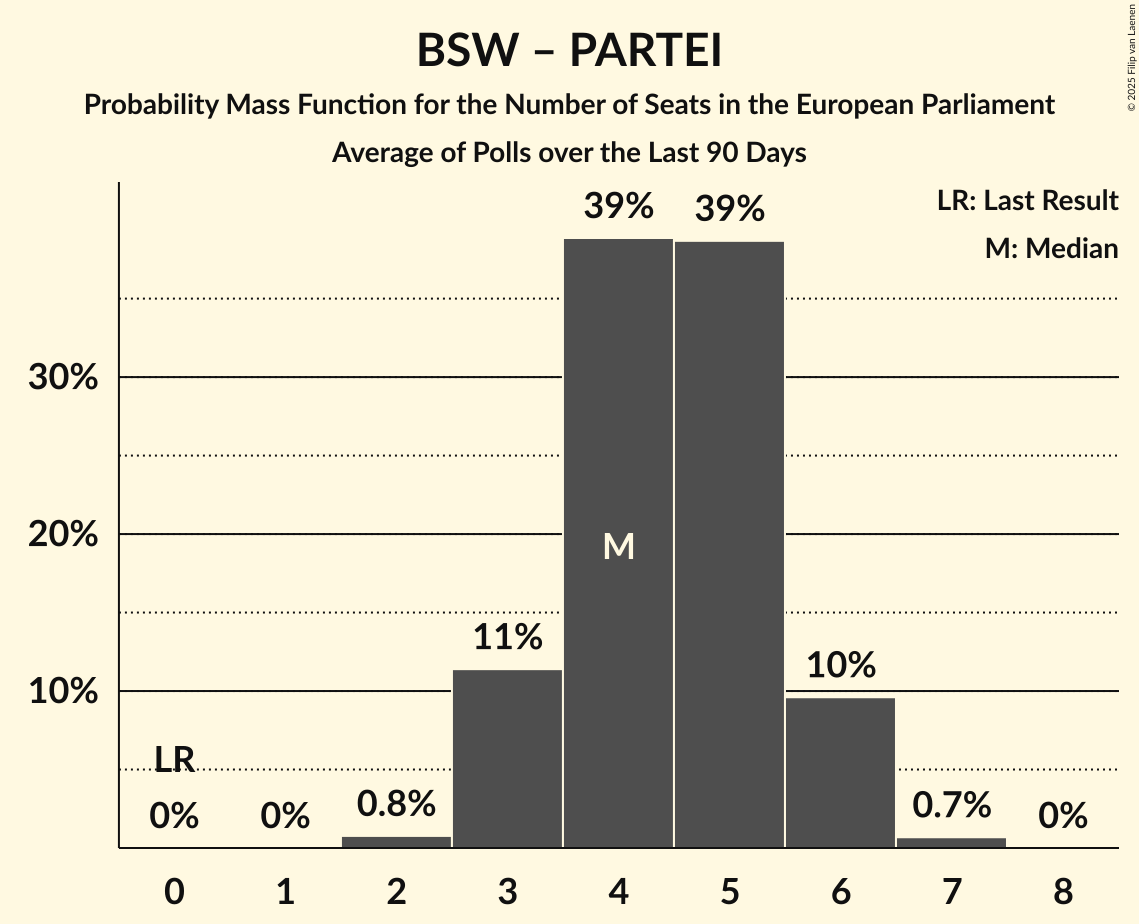 BSW – PARTEI
Probability Mass Function for the Number of Seats in the European Parliament
Average of Polls over the Last 90 Days
© 2025 Filip van Laenen
LR: Last Result
M: Median
39%
39%
30%
20%
M
11%
10%
10%
LR
0%
0%
0.8%
0.7%
0%
0 1 2 3 4 5 6 7 8